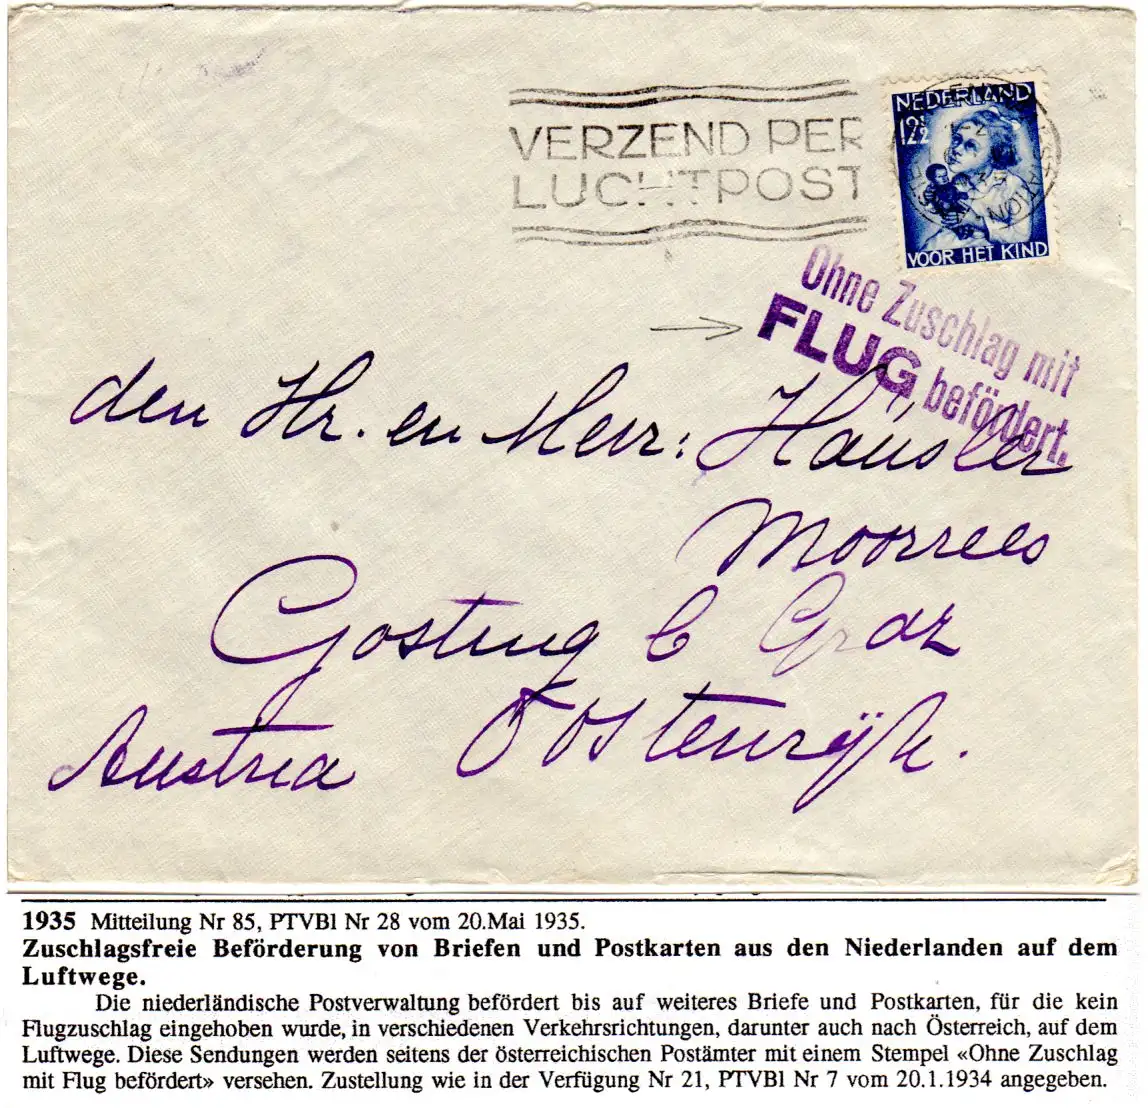 VERZEND PER
LUCHTPOST
NEDERLAND
12½
VOOR HET KIND
Ohne Zuschlag mit
FLUG befördert.
den Hr. en Mevr: Häusler
Moorrees
Gosting b Graz
Austria Oostenrijk.
1935 Mitteilung Nr 85, PTVBl Nr 28 vom 20.Mai 1935.
Zuschlagsfreie Beförderung von Briefen und Postkarten aus den Niederlanden auf dem
Luftwege.
Die niederländische Postverwaltung befördert bis auf weiteres Briefe und Postkarten, für die kein
Flugzuschlag eingehoben wurde, in verschiedenen Verkehrsrichtungen, darunter auch nach Österreich, auf dem
Luftwege. Diese Sendungen werden seitens der österreichischen Postämter mit einem Stempel «Ohne Zuschlag
mit Flug befördert» versehen. Zustellung wie in der Verfügung Nr 21, PTVBl Nr 7 vom 20.1.1934 angegeben.